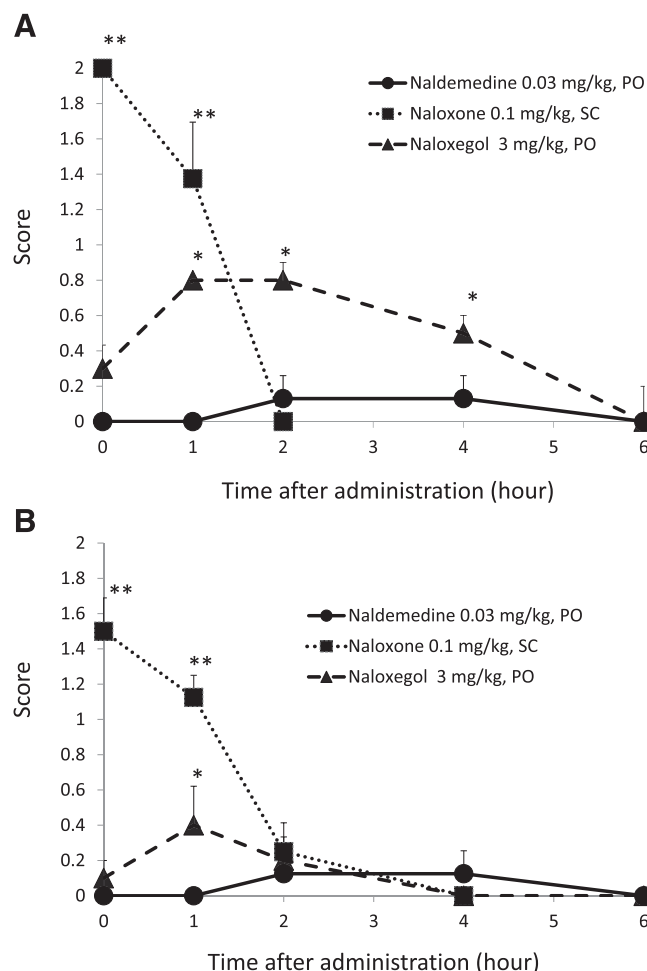 A
**
2
1.8
1.6
1.4
1.2
1
0.8
0.6
0.4
0.2
0
Score
**
*
*
*
Naldemedine 0.03 mg/kg, PO
Naloxone 0.1 mg/kg, SC
Naloxegol 3 mg/kg, PO
0 1 2 3 4 5 6
Time after administration (hour)
B
2
1.8
1.6
1.4
1.2
1
0.8
0.6
0.4
0.2
0
Score
**
**
*
Naldemedine 0.03 mg/kg, PO
Naloxone 0.1 mg/kg, SC
Naloxegol 3 mg/kg, PO
0 1 2 3 4 5 6
Time after administration (hour)